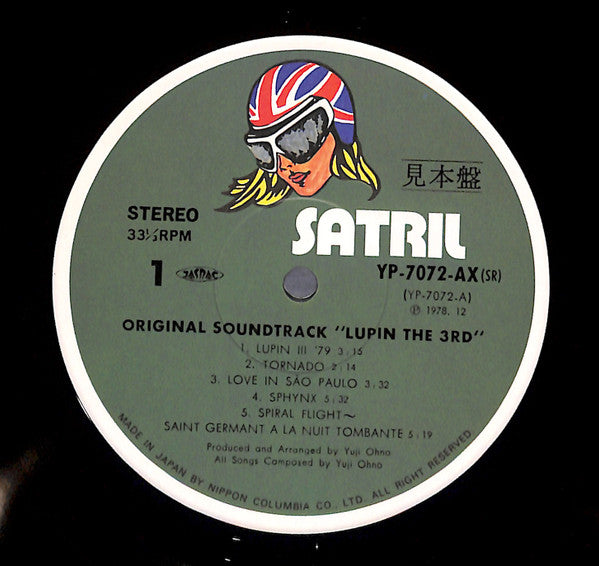 見本盤
STEREO
33⅓RPM
SATRIL
1
JASRAC
YP-7072-AX(SR)
(YP-7072-A)
Ⓟ 1978. 12
ORIGINAL SOUNDTRACK "LUPIN THE 3RD"
1. LUPIN III '79 3:16
2. TORNADO 2:14
3. LOVE IN SÃO PAULO 3:32
4. SPHYNX 5:32
5. SPIRAL FLIGHT~
SAINT GERMANT A LA NUIT TOMBANTE 5:19
Produced and Arranged by Yuji Ohno
All Songs Composed by Yuji Ohno
MADE IN JAPAN BY NIPPON COLUMBIA CO., LTD. ALL RIGHT RESERVED